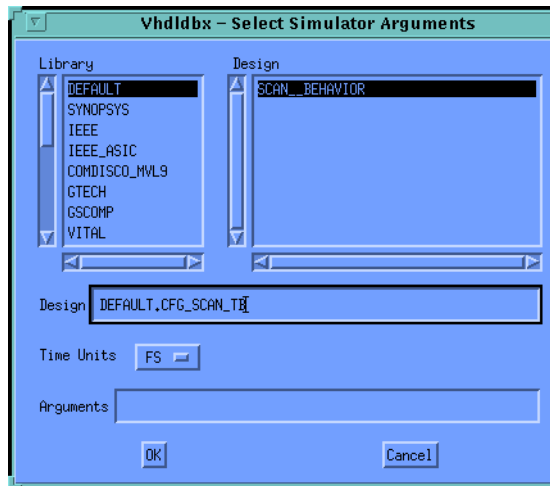 Vhdldbx – Select Simulator Arguments
Library Design
DEFAULT SCAN__BEHAVIOR
SYNOPSYS
IEEE
IEEE_ASIC
COMDISCO_MVL9
GTECH
GSCOMP
VITAL
Design DEFAULT.CFG_SCAN_TB
Time Units FS
Arguments
OK Cancel